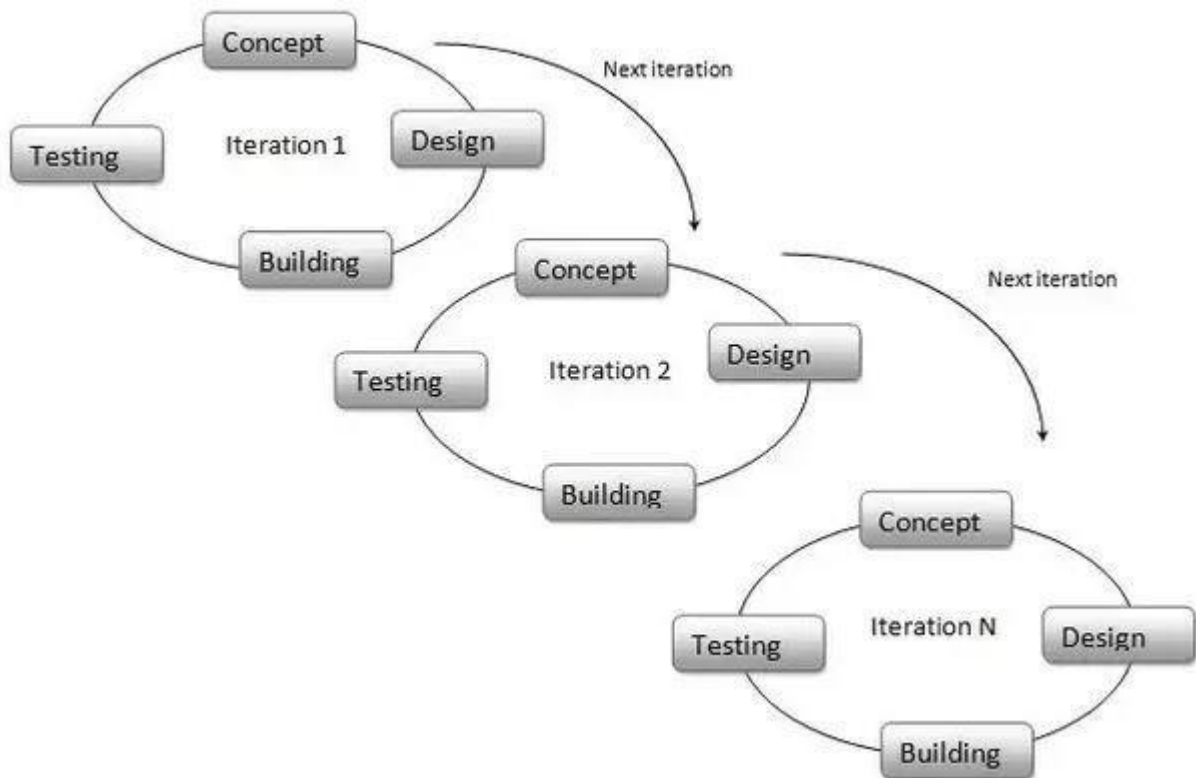 Concept
Next iteration
Testing
Iteration 1
Design
Building
Concept
Next iteration
Testing
Iteration 2
Design
Building
Concept
Testing
Iteration N
Design
Building